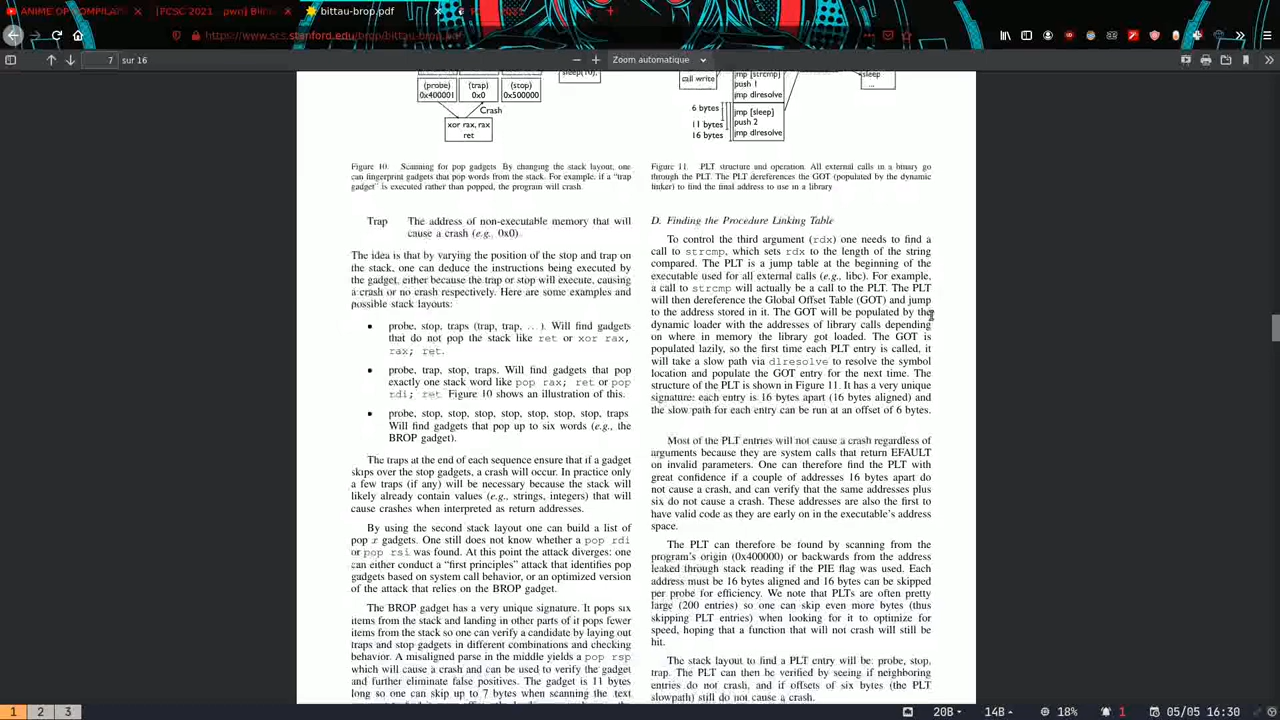 ANIME OP COMPILAT
[FCSC 2021 - pwn] Blind
bittau-brop.pdf
https://www.scs.stanford.edu/brop/bittau-brop.pdf
7 sur 16
Zoom automatique
(probe) 0x400001
(trap) 0x0
(stop) 0x500000
Crash
xor rax, rax
ret
sleep(10);
call write
jmp [strcmp]
push 1
jmp dlresolve
jmp [sleep]
push 2
jmp dlresolve
6 bytes
11 bytes
16 bytes
sleep
...
Figure 10. Scanning for pop gadgets. By changing the stack layout, one
can fingerprint gadgets that pop words from the stack. For example, if a “trap
gadget” is executed rather than popped, the program will crash.
Trap The address of non-executable memory that will
cause a crash (e.g., 0x0).
The idea is that by varying the position of the stop and trap on
the stack, one can deduce the instructions being executed by
the gadget, either because the trap or stop will execute, causing
a crash or no crash respectively. Here are some examples and
possible stack layouts:
• probe, stop, traps (trap, trap, ...). Will find gadgets
that do not pop the stack like ret or xor rax,
rax; ret.
• probe, trap, stop, traps. Will find gadgets that pop
exactly one stack word like pop rax; ret or pop
rdi; ret. Figure 10 shows an illustration of this.
• probe, stop, stop, stop, stop, stop, stop, stop, traps.
Will find gadgets that pop up to six words (e.g., the
BROP gadget).
The traps at the end of each sequence ensure that if a gadget
skips over the stop gadgets, a crash will occur. In practice only
a few traps (if any) will be necessary because the stack will
likely already contain values (e.g., strings, integers) that will
cause crashes when interpreted as return addresses.
By using the second stack layout one can build a list of
pop x gadgets. One still does not know whether a pop rdi
or pop rsi was found. At this point the attack diverges: one
can either conduct a “first principles” attack that identifies pop
gadgets based on system call behavior, or an optimized version
of the attack that relies on the BROP gadget.
The BROP gadget has a very unique signature. It pops six
items from the stack and landing in other parts of it pops fewer
items from the stack so one can verify a candidate by laying out
traps and stop gadgets in different combinations and checking
behavior. A misaligned parse in the middle yields a pop rsp
which will cause a crash and can be used to verify the gadget
and further eliminate false positives. The gadget is 11 bytes
long so one can skip up to 7 bytes when scanning the .text
Figure 11. PLT structure and operation. All external calls in a binary go
through the PLT. The PLT dereferences the GOT (populated by the dynamic
linker) to find the final address to use in a library
D. Finding the Procedure Linking Table
To control the third argument (rdx) one needs to find a
call to strcmp, which sets rdx to the length of the string
compared. The PLT is a jump table at the beginning of the
executable used for all external calls (e.g., libc). For example,
a call to strcmp will actually be a call to the PLT. The PLT
will then dereference the Global Offset Table (GOT) and jump
to the address stored in it. The GOT will be populated by the
dynamic loader with the addresses of library calls depending
on where in memory the library got loaded. The GOT is
populated lazily, so the first time each PLT entry is called, it
will take a slow path via dlresolve to resolve the symbol
location and populate the GOT entry for the next time. The
structure of the PLT is shown in Figure 11. It has a very unique
signature: each entry is 16 bytes apart (16 bytes aligned) and
the slow path for each entry can be run at an offset of 6 bytes.
Most of the PLT entries will not cause a crash regardless of
arguments because they are system calls that return EFAULT
on invalid parameters. One can therefore find the PLT with
great confidence if a couple of addresses 16 bytes apart do
not cause a crash, and can verify that the same addresses plus
six do not cause a crash. These addresses are also the first to
have valid code as they are early on in the executable's address
space.
The PLT can therefore be found by scanning from the
program's origin (0x400000) or backwards from the address
leaked through stack reading if the PIE flag was used. Each
address must be 16 bytes aligned and 16 bytes can be skipped
per probe for efficiency. We note that PLTs are often pretty
large (200 entries) so one can skip even more bytes (thus
skipping PLT entries) when looking for it to optimize for
speed, hoping that a function that will not crash will still be
hit.
The stack layout to find a PLT entry will be: probe, stop,
trap. The PLT can then be verified by seeing if neighboring
entries do not crash, and if offsets of six bytes (the PLT
slowpath) still do not cause a crash.
1 2 3
20B
14B
18%
1
05/05 16:30